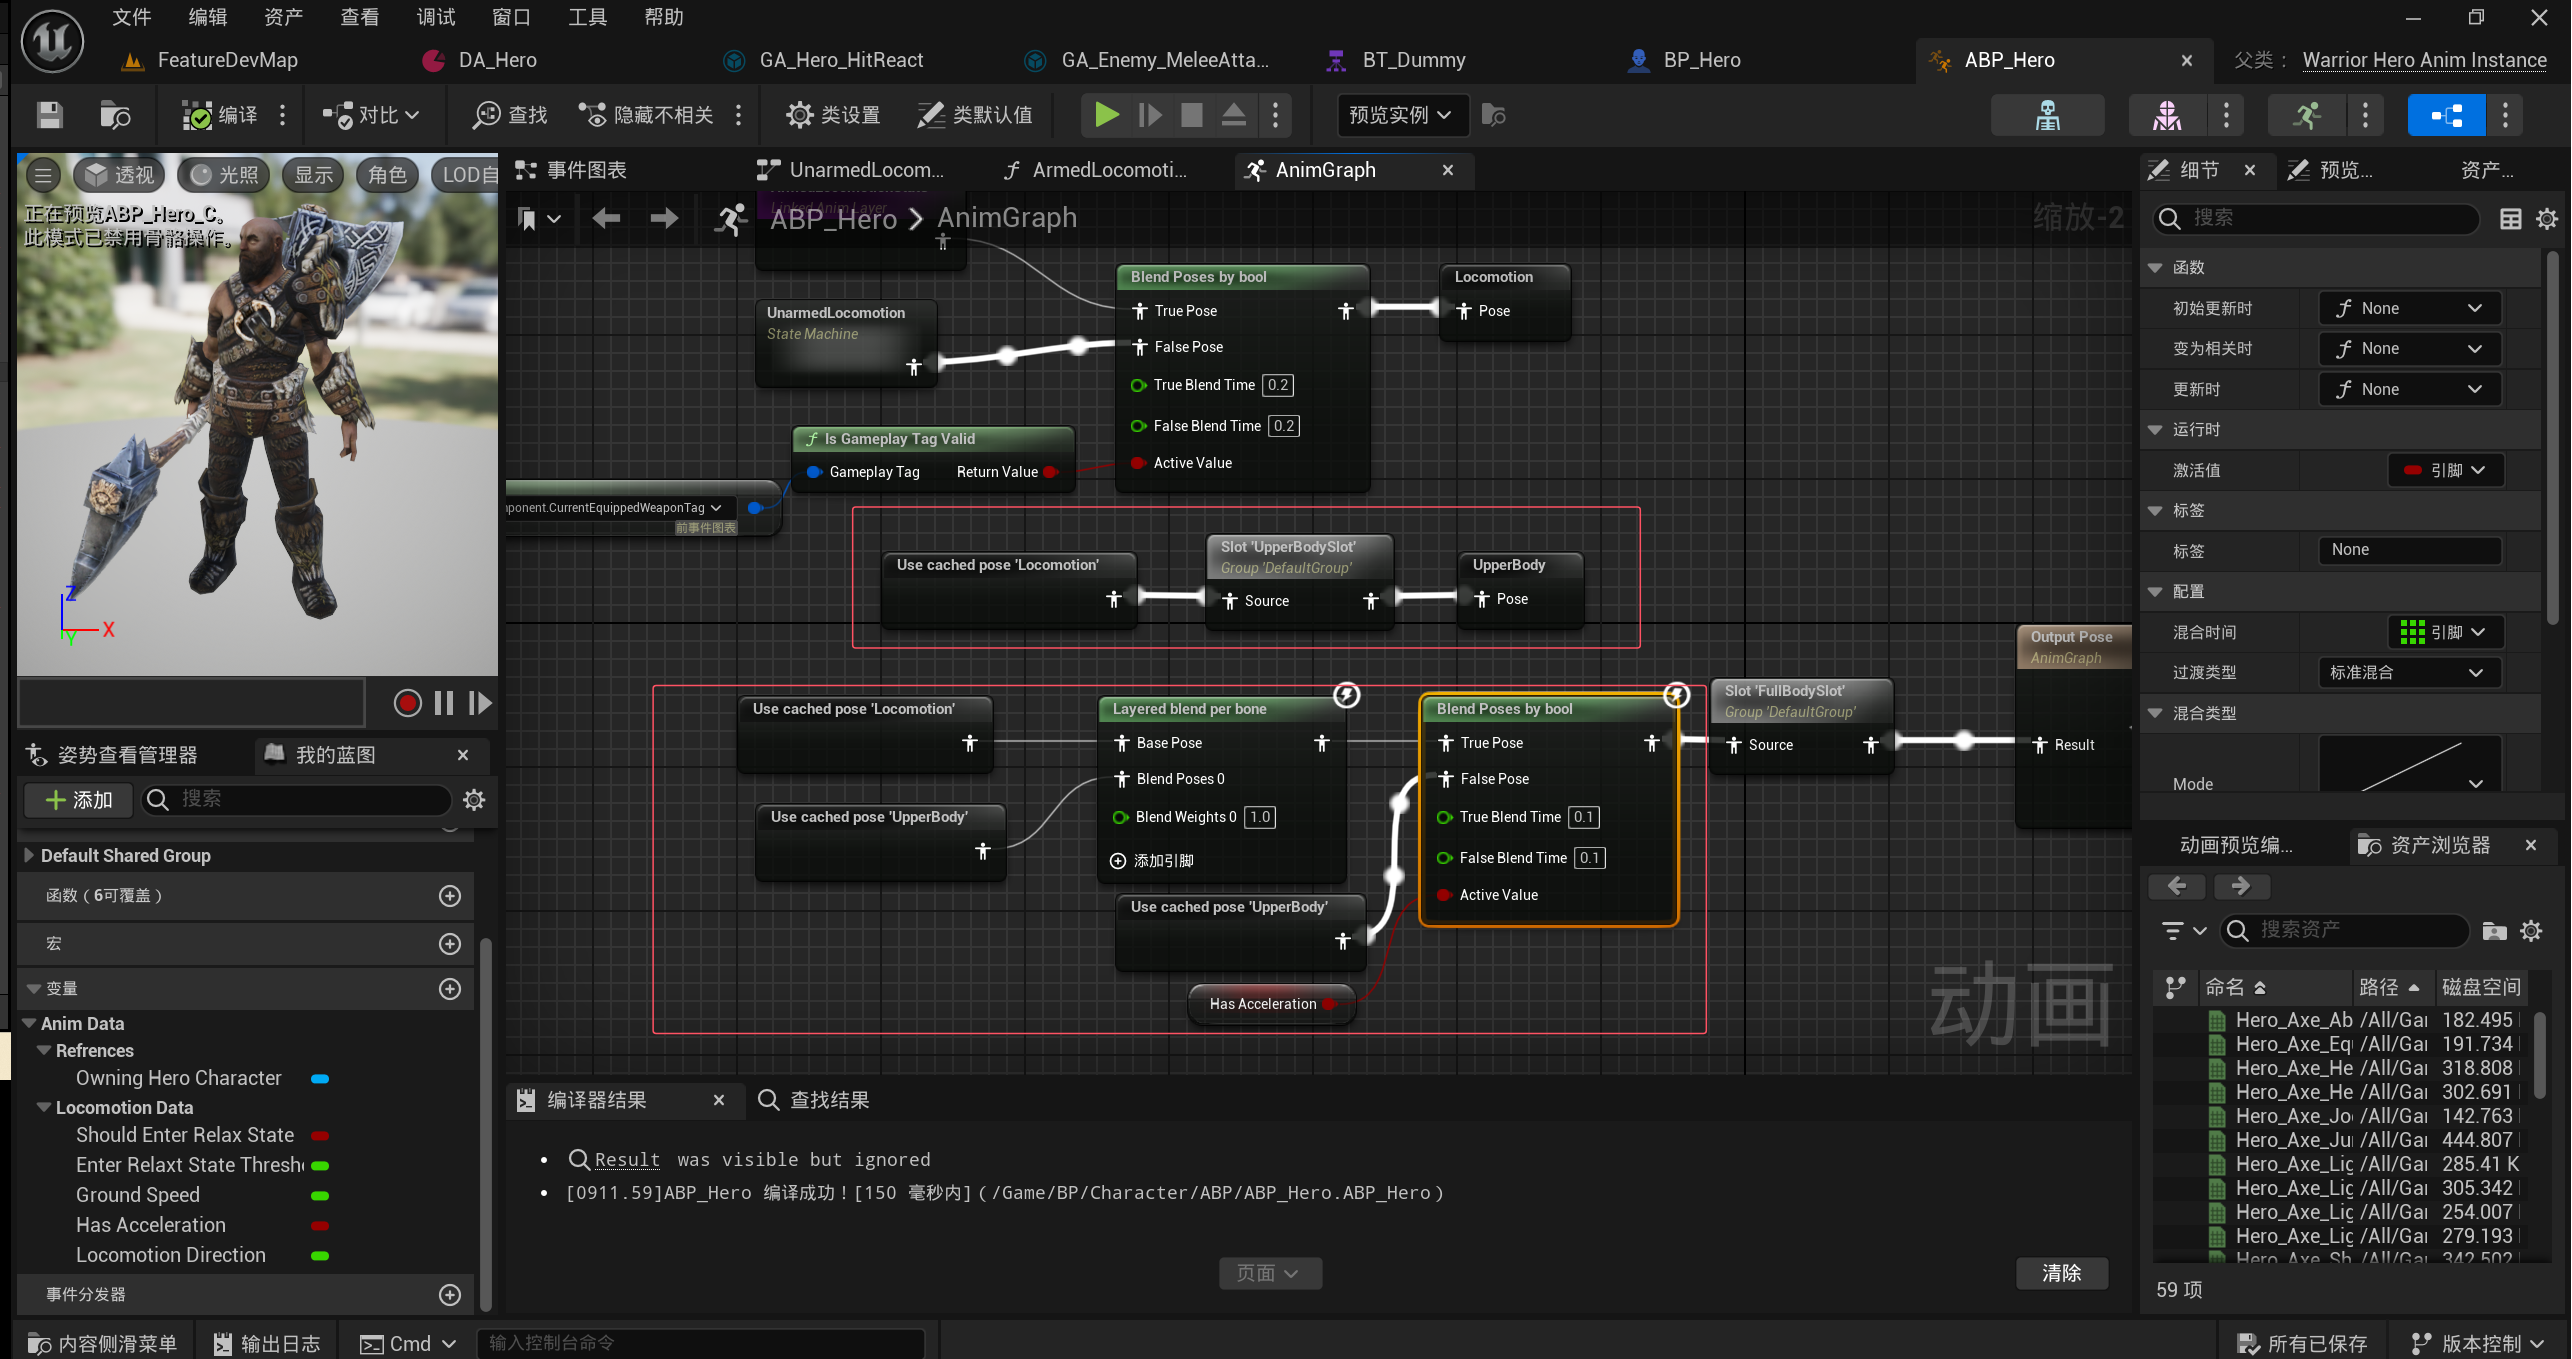 文件 编辑 资产 查看 调试 窗口 工具 帮助
FeatureDevMap DA_Hero GA_Hero_HitReact GA_Enemy_MeleeAtta... BT_Dummy BP_Hero ABP_Hero 父类： Warrior Hero Anim Instance
编译 对比 查找 隐藏不相关 类设置 类默认值 预览实例
透视 光照 显示 角色 LOD自
正在预览ABP_Hero_C。
此模式已禁用骨骼操作。
Z
X
Y
事件图表 UnarmedLocom... ArmedLocomoti... AnimGraph
ABP_Hero AnimGraph
缩放-2
Linked Anim Layer
UnarmedLocomotion
State Machine
Blend Poses by bool
True Pose
False Pose
True Blend Time 0.2
False Blend Time 0.2
Active Value
Locomotion
Pose
Is Gameplay Tag Valid
Gameplay Tag Return Value
ponent.CurrentEquippedWeaponTag
前事件图表
Use cached pose 'Locomotion'
Slot 'UpperBodySlot'
Group 'DefaultGroup'
Source
UpperBody
Pose
Use cached pose 'Locomotion'
Use cached pose 'UpperBody'
Layered blend per bone
Base Pose
Blend Poses 0
Blend Weights 0 1.0
添加引脚
Use cached pose 'UpperBody'
Has Acceleration
Blend Poses by bool
True Pose
False Pose
True Blend Time 0.1
False Blend Time 0.1
Active Value
Slot 'FullBodySlot'
Group 'DefaultGroup'
Source
Output Pose
AnimGraph
Result
动画
姿势查看管理器 我的蓝图
添加 搜索
Default Shared Group
函数（6可覆盖）
宏
变量
Anim Data
Refrences
Owning Hero Character
Locomotion Data
Should Enter Relax State
Enter Relaxt State Thresh
Ground Speed
Has Acceleration
Locomotion Direction
事件分发器
编译器结果 查找结果
Result was visible but ignored
[0911.59]ABP_Hero 编译成功！[150 毫秒内]（/Game/BP/Character/ABP/ABP_Hero.ABP_Hero）
页面 清除
细节 预览... 资产...
搜索
函数
初始更新时 None
变为相关时 None
更新时 None
运行时
激活值 引脚
标签
标签 None
配置
混合时间 引脚
过渡类型 标准混合
混合类型
Mode
动画预览编... 资产浏览器
搜索资产
命名 路径 磁盘空间
Hero_Axe_Ab /All/Gar 182.495
Hero_Axe_Eq /All/Gar 191.734
Hero_Axe_He /All/Gar 318.808
Hero_Axe_He /All/Gar 302.691
Hero_Axe_Jo /All/Gar 142.763
Hero_Axe_Ju /All/Gar 444.807
Hero_Axe_Lig /All/Gar 285.41 K
Hero_Axe_Lig /All/Gar 305.342
Hero_Axe_Lig /All/Gar 254.007
Hero_Axe_Lig /All/Gar 279.193
Hero_Axe_Sh /All/Gar 342.502
59 项
内容侧滑菜单 输出日志 Cmd 输入控制台命令 所有已保存 版本控制